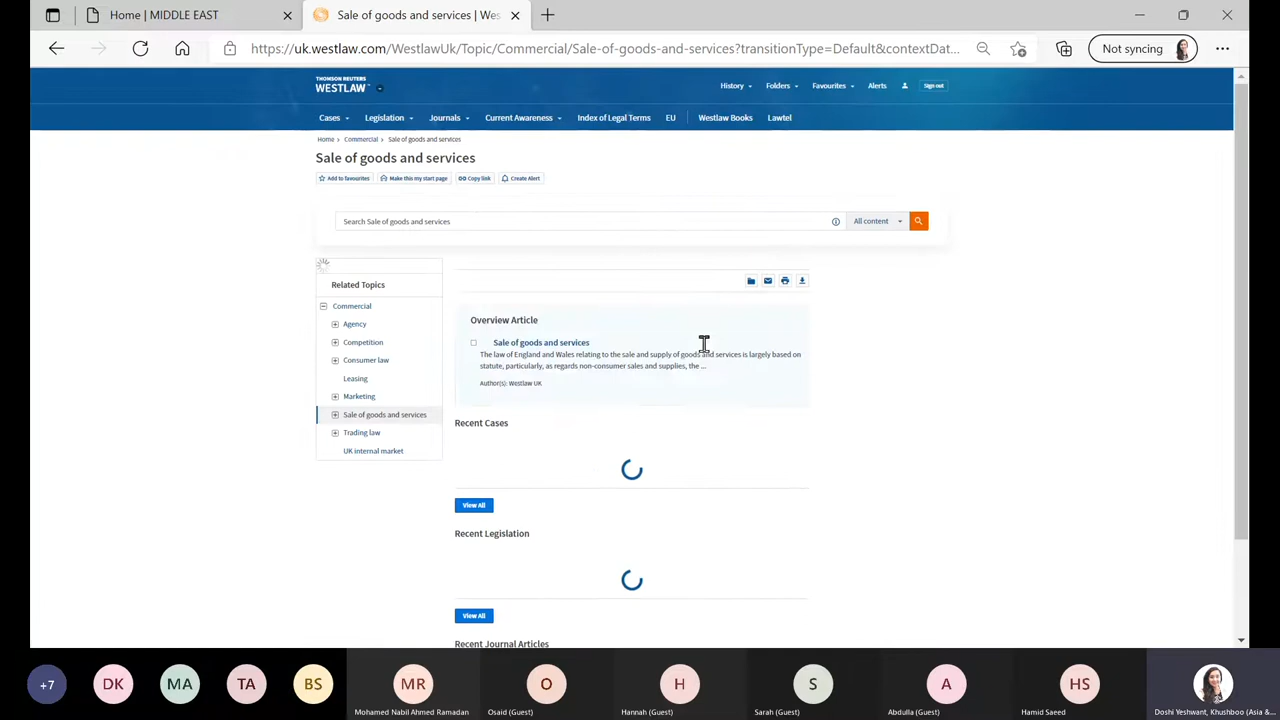 Home | MIDDLE EAST
Sale of goods and services | Wes
https://uk.westlaw.com/WestlawUk/Topic/Commercial/Sale-of-goods-and-services?transitionType=Default&contextDat...
Not syncing
THOMSON REUTERS
WESTLAW™
History
Folders
Favourites
Alerts
Sign out
Cases
Legislation
Journals
Current Awareness
Index of Legal Terms
EU
Westlaw Books
Lawtel
Home
Commercial
Sale of goods and services
Sale of goods and services
Add to favourites
Make this my start page
Copy link
Create Alert
Search Sale of goods and services
All content
Related Topics
Commercial
Agency
Competition
Consumer law
Leasing
Marketing
Sale of goods and services
Trading law
UK internal market
Overview Article
Sale of goods and services
The law of England and Wales relating to the sale and supply of goods and services is largely based on
statute, particularly, as regards non-consumer sales and supplies, the ...
Author(s): Westlaw UK
Recent Cases
View All
Recent Legislation
View All
Recent Journal Articles
+7
DK
MA
TA
BS
MR
Mohamed Nabil Ahmed Ramadan
O
Osaid (Guest)
H
Hannah (Guest)
S
Sarah (Guest)
A
Abdulla (Guest)
HS
Hamid Saeed
Doshi Yeshwant, Khushboo (Asia &...